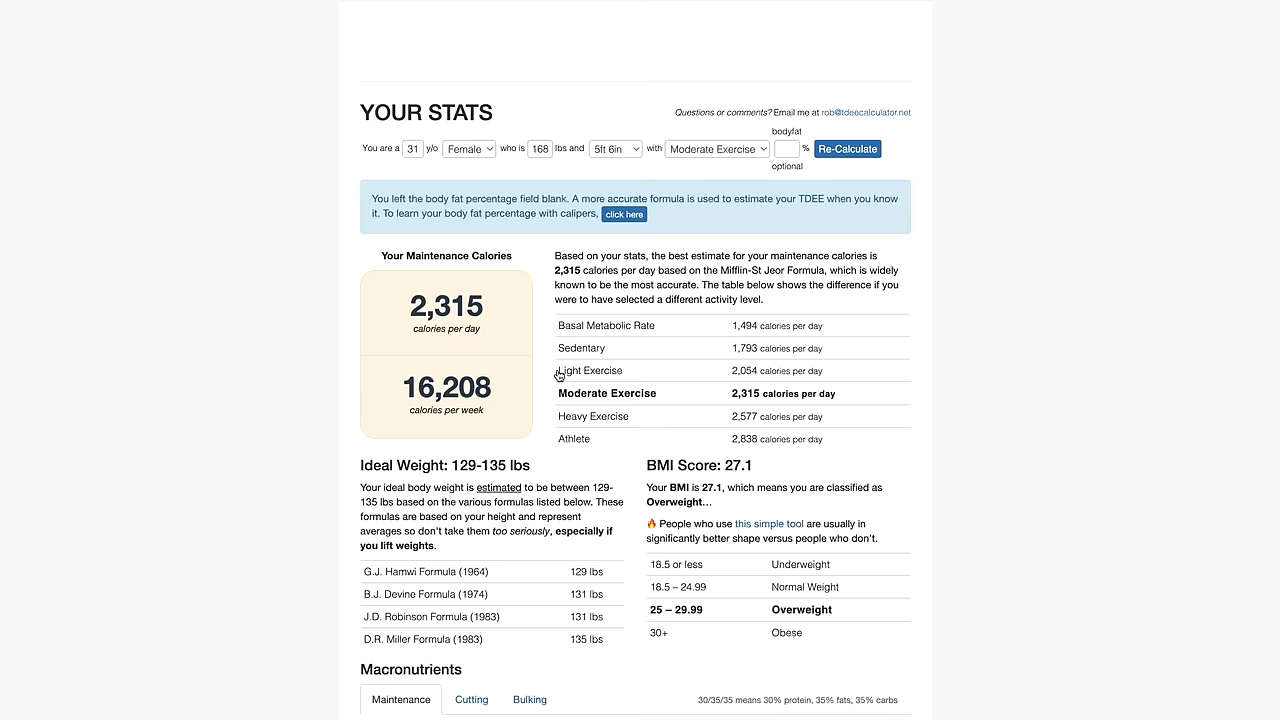 YOUR STATS
Questions or comments? Email me at rob@tdeecalculator.net
bodyfat
You are a 31 y/o Female who is 168 lbs and 5ft 6in with Moderate Exercise % Re-Calculate
optional
You left the body fat percentage field blank. A more accurate formula is used to estimate your TDEE when you know
it. To learn your body fat percentage with calipers, click here
Your Maintenance Calories
2,315
calories per day
16,208
calories per week
Based on your stats, the best estimate for your maintenance calories is
2,315 calories per day based on the Mifflin-St Jeor Formula, which is widely
known to be the most accurate. The table below shows the difference if you
were to have selected a different activity level.
Basal Metabolic Rate 1,494 calories per day
Sedentary 1,793 calories per day
Light Exercise 2,054 calories per day
Moderate Exercise 2,315 calories per day
Heavy Exercise 2,577 calories per day
Athlete 2,838 calories per day
Ideal Weight: 129-135 lbs
Your ideal body weight is estimated to be between 129-
135 lbs based on the various formulas listed below. These
formulas are based on your height and represent
averages so don't take them too seriously, especially if
you lift weights.
G.J. Hamwi Formula (1964) 129 lbs
B.J. Devine Formula (1974) 131 lbs
J.D. Robinson Formula (1983) 131 lbs
D.R. Miller Formula (1983) 135 lbs
BMI Score: 27.1
Your BMI is 27.1, which means you are classified as
Overweight...
🔥 People who use this simple tool are usually in
significantly better shape versus people who don't.
18.5 or less Underweight
18.5 – 24.99 Normal Weight
25 – 29.99 Overweight
30+ Obese
Macronutrients
Maintenance Cutting Bulking 30/35/35 means 30% protein, 35% fats, 35% carbs